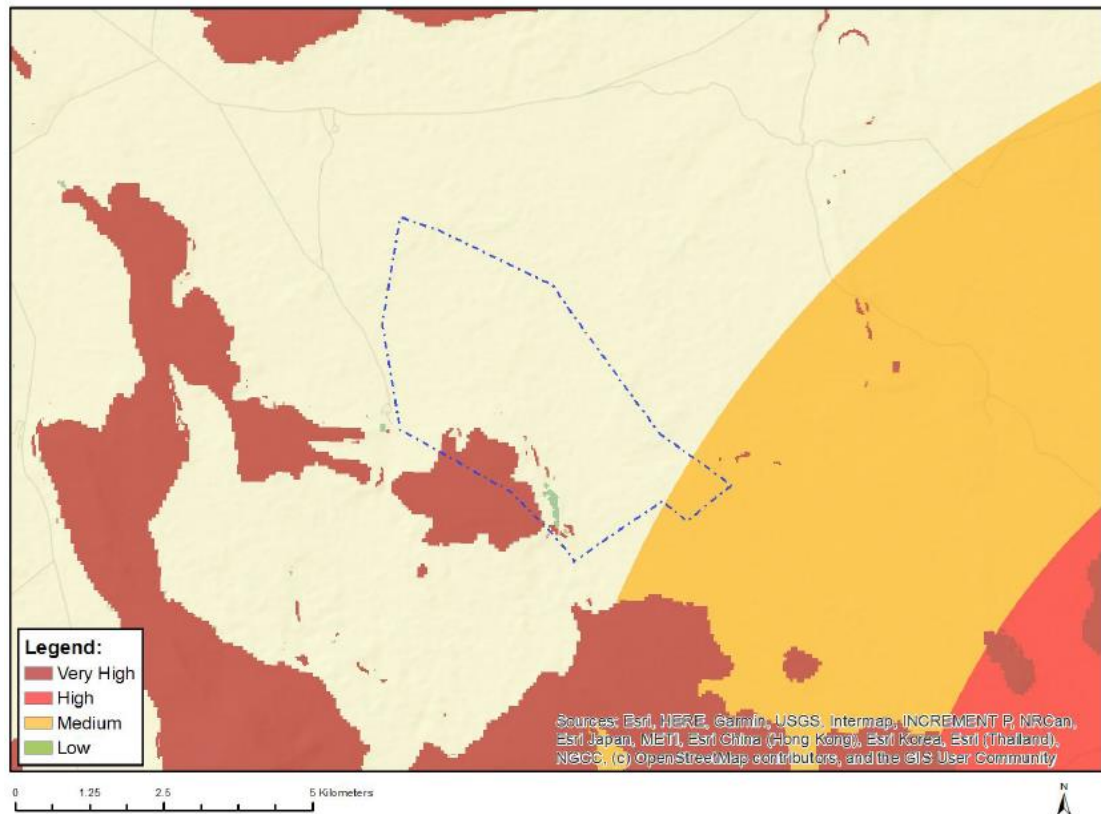 Legend:
Very High
High
Medium
Low
Sources: Esri, HERE, Garmin, USGS, Intermap, INCREMENT P, NRCan,
Esri Japan, METI, Esri China (Hong Kong), Esri Korea, Esri (Thailand),
NGCC, (c) OpenStreetMap contributors, and the GIS User Community
0 1.25 2.5 5 Kilometers
N